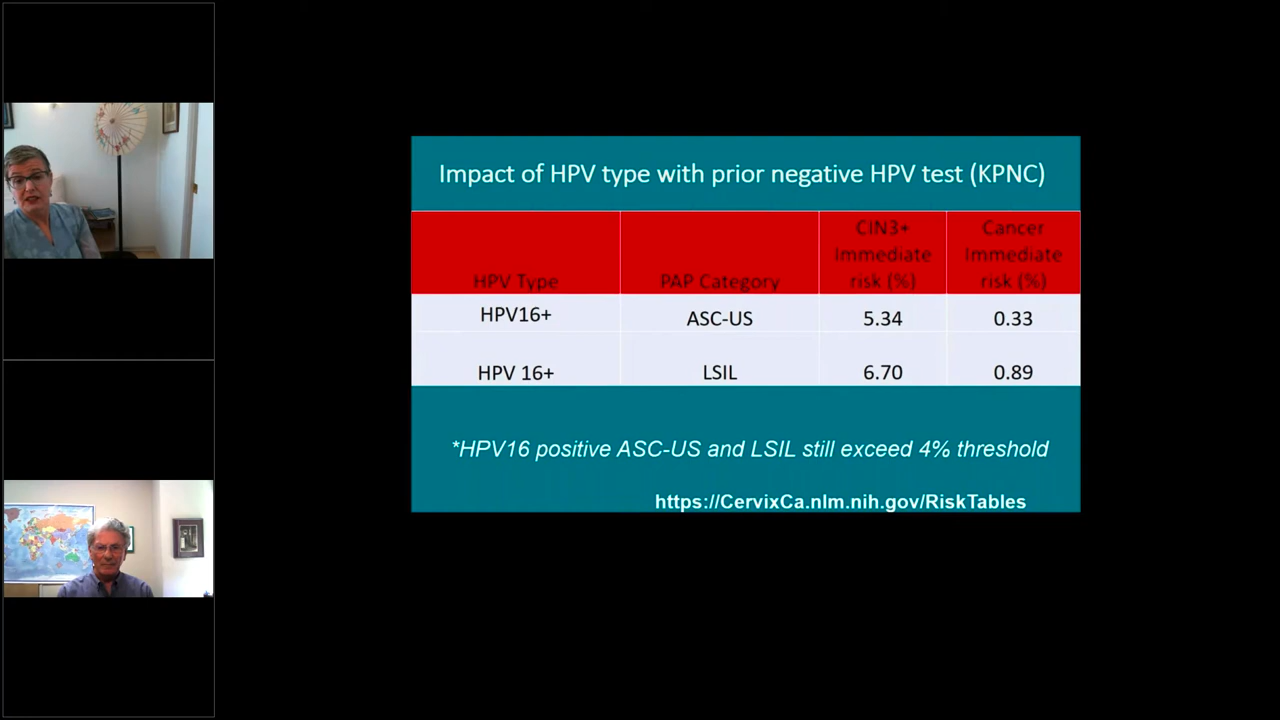 Impact of HPV type with prior negative HPV test (KPNC)
HPV Type
PAP Category
CIN3+
Immediate
risk (%)
Cancer
Immediate
risk (%)
HPV16+ ASC-US 5.34 0.33
HPV 16+ LSIL 6.70 0.89
*HPV16 positive ASC-US and LSIL still exceed 4% threshold
https://CervixCa.nlm.nih.gov/RiskTables